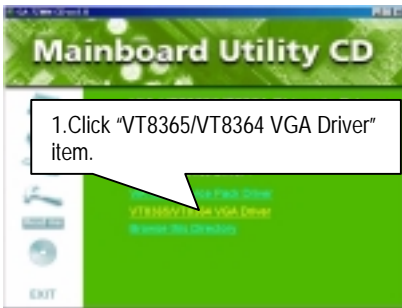 Mainboard Utility CD
1.Click “VT8365/VT8364 VGA Driver”
item.
VT8365/VT8364 VGA Driver
Browse this Directory
EXIT